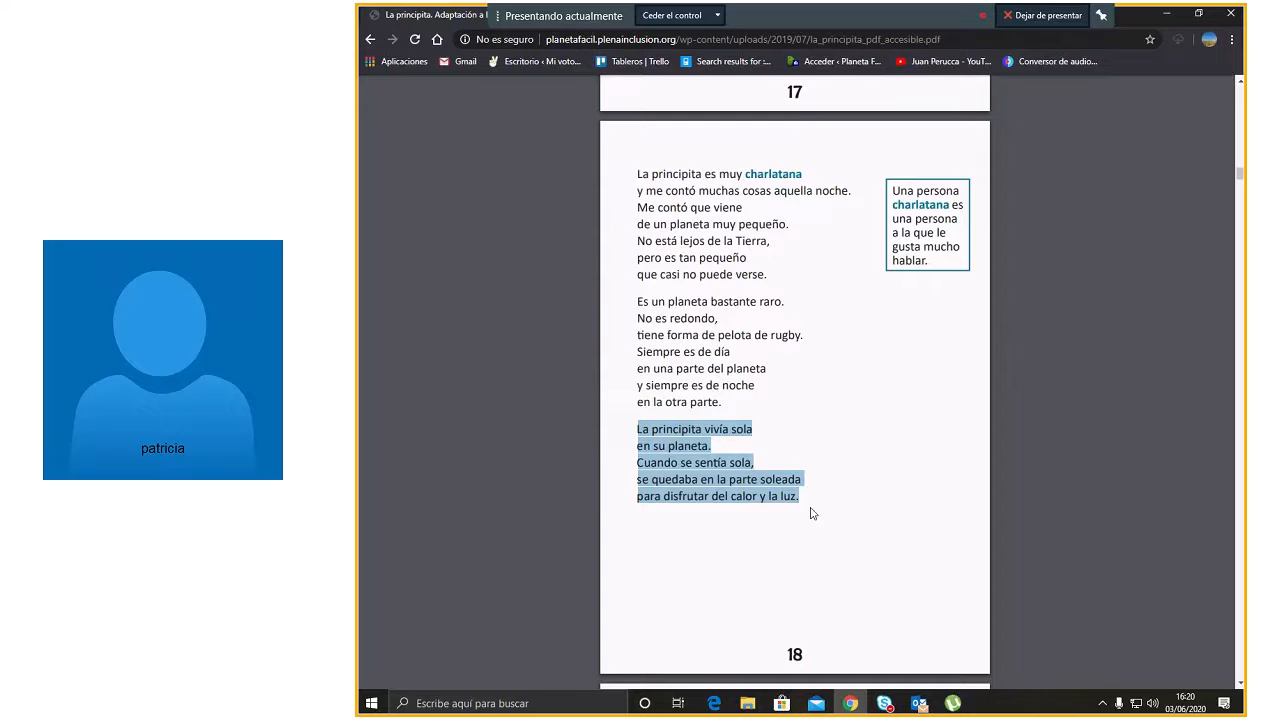 La principita. Adaptación a l
Presentando actualmente
Ceder el control
Dejar de presentar
No es seguro
planetafacil.plenainclusion.org/wp-content/uploads/2019/07/la_principita_pdf_accesible.pdf
Aplicaciones
Gmail
Escritorio ‹ Mi voto...
Tableros | Trello
Search results for :...
Acceder ‹ Planeta F...
Juan Perucca - YouT...
Conversor de audio...
17
La principita es muy charlatana
y me contó muchas cosas aquella noche.
Me contó que viene
de un planeta muy pequeño.
No está lejos de la Tierra,
pero es tan pequeño
que casi no puede verse.
Una persona
charlatana es
una persona
a la que le
gusta mucho
hablar.
Es un planeta bastante raro.
No es redondo,
tiene forma de pelota de rugby.
Siempre es de día
en una parte del planeta
y siempre es de noche
en la otra parte.
La principita vivía sola
en su planeta.
Cuando se sentía sola,
se quedaba en la parte soleada
para disfrutar del calor y la luz.
18
patricia
Escribe aquí para buscar
16:20
03/06/2020